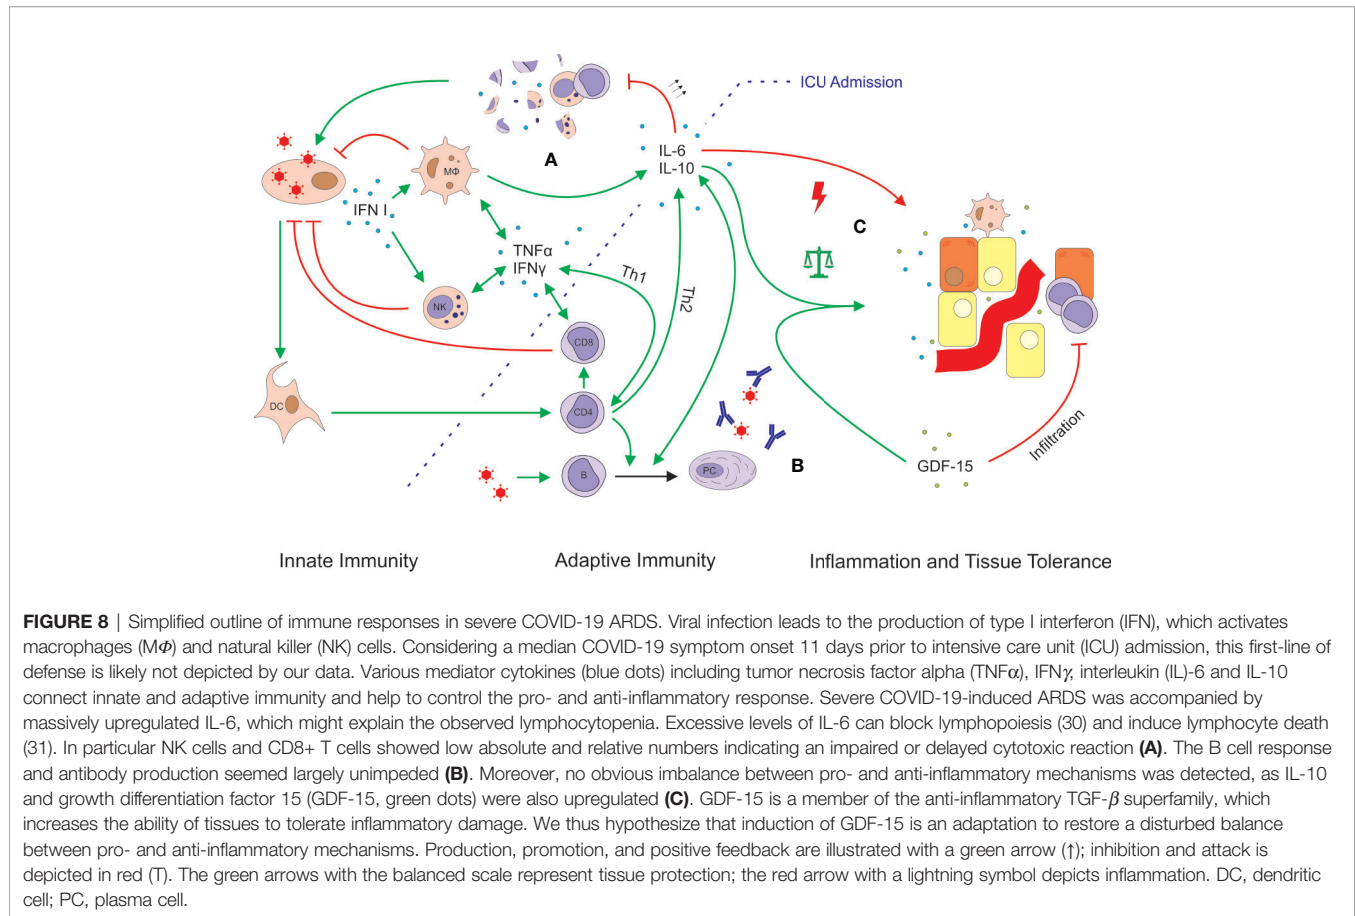 ICU Admission
A
IL-6
IL-10
MΦ
IFN I
C
TNFα
IFNγ
Th1
Th2
NK
CD8
DC
CD4
B
PC
B
GDF-15
Infiltration
Innate Immunity
Adaptive Immunity
Inflammation and Tissue Tolerance
FIGURE 8 | Simplified outline of immune responses in severe COVID-19 ARDS. Viral infection leads to the production of type I interferon (IFN), which activates
macrophages (MΦ) and natural killer (NK) cells. Considering a median COVID-19 symptom onset 11 days prior to intensive care unit (ICU) admission, this first-line of
defense is likely not depicted by our data. Various mediator cytokines (blue dots) including tumor necrosis factor alpha (TNFα), IFNγ, interleukin (IL)-6 and IL-10
connect innate and adaptive immunity and help to control the pro- and anti-inflammatory response. Severe COVID-19-induced ARDS was accompanied by
massively upregulated IL-6, which might explain the observed lymphocytopenia. Excessive levels of IL-6 can block lymphopoiesis (30) and induce lymphocyte death
(31). In particular NK cells and CD8+ T cells showed low absolute and relative numbers indicating an impaired or delayed cytotoxic reaction (A). The B cell response
and antibody production seemed largely unimpeded (B). Moreover, no obvious imbalance between pro- and anti-inflammatory mechanisms was detected, as IL-10
and growth differentiation factor 15 (GDF-15, green dots) were also upregulated (C). GDF-15 is a member of the anti-inflammatory TGF-β superfamily, which
increases the ability of tissues to tolerate inflammatory damage. We thus hypothesize that induction of GDF-15 is an adaptation to restore a disturbed balance
between pro- and anti-inflammatory mechanisms. Production, promotion, and positive feedback are illustrated with a green arrow (↑); inhibition and attack is
depicted in red (T). The green arrows with the balanced scale represent tissue protection; the red arrow with a lightning symbol depicts inflammation. DC, dendritic
cell; PC, plasma cell.